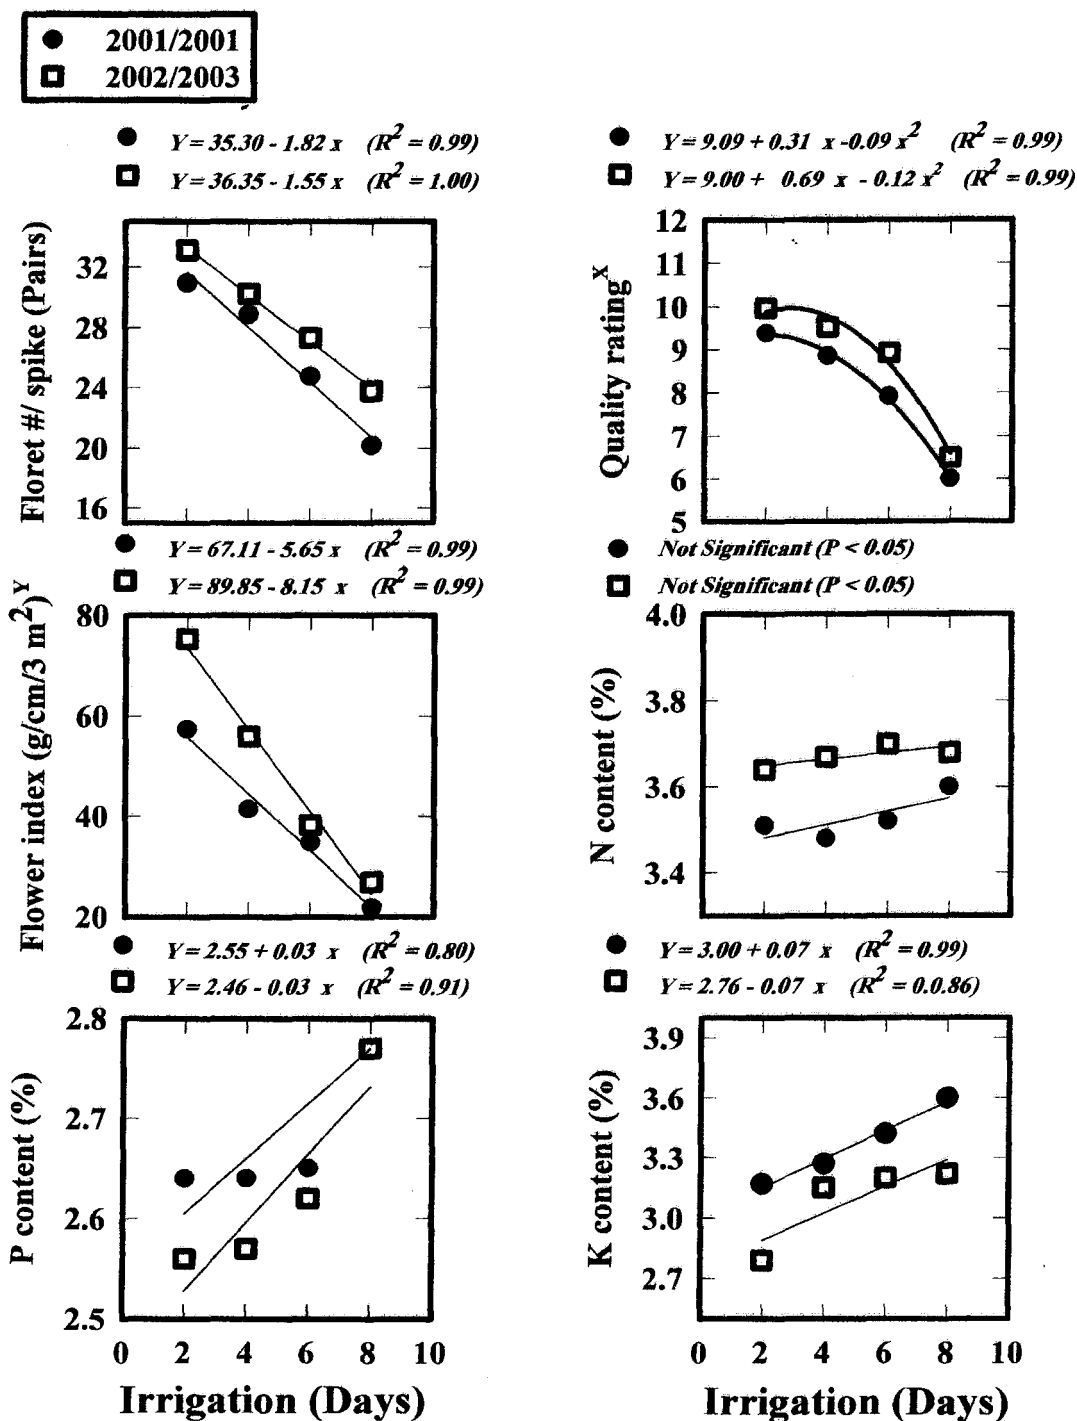 2001/2001
2002/2003
Y = 35.30 - 1.82 x (R² = 0.99)
Y = 36.35 - 1.55 x (R² = 1.00)
Floret #/ spike (Pairs)
32
28
24
20
16
Y = 9.09 + 0.31 x -0.09 x² (R² = 0.99)
Y = 9.00 + 0.69 x - 0.12 x² (R² = 0.99)
Quality rating^X
12
11
10
9
8
7
6
5
Y = 67.11 - 5.65 x (R² = 0.99)
Y = 89.85 - 8.15 x (R² = 0.99)
Flower index (g/cm/3 m²)^Y
80
60
40
20
Not Significant (P < 0.05)
Not Significant (P < 0.05)
N content (%)
4.0
3.8
3.6
3.4
Y = 2.55 + 0.03 x (R² = 0.80)
Y = 2.46 - 0.03 x (R² = 0.91)
P content (%)
2.8
2.7
2.6
2.5
0 2 4 6 8 10
Irrigation (Days)
Y = 3.00 + 0.07 x (R² = 0.99)
Y = 2.76 - 0.07 x (R² = 0.0.86)
K content (%)
3.9
3.6
3.3
3.0
2.7
0 2 4 6 8 10
Irrigation (Days)